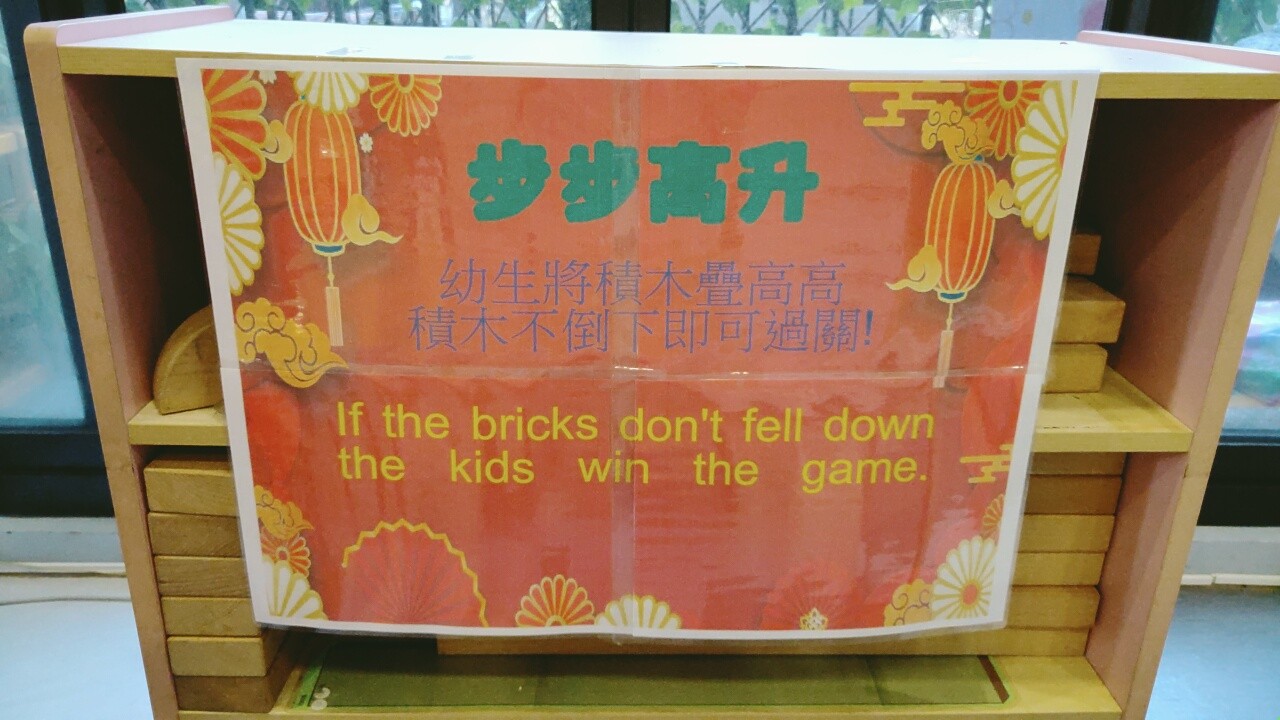 步步高升
幼生將積木疊高高
積木不倒下即可過關!
If the bricks don't fell down
the kids win the game.